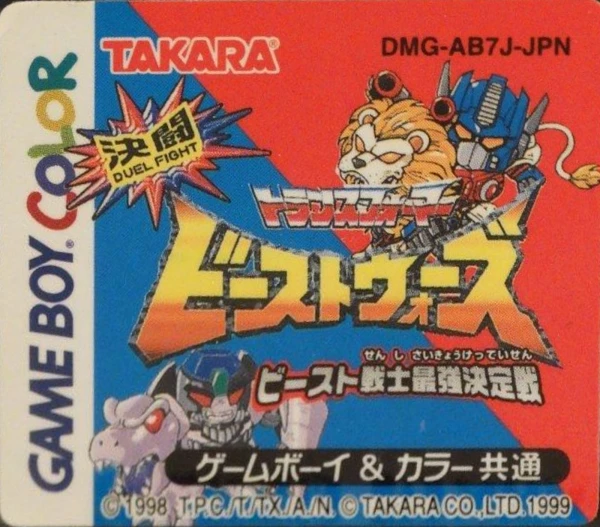 TAKARA®
DMG-AB7J-JPN
GAME BOY COLOR
決闘
DUEL FIGHT
トランスフォーマー
ビーストウォーズ
せんし さいきょうけっていせん
ビースト戦士最強決定戦
ゲームボーイ & カラー共通
© 1998 T.P.C./T/TX./A/N. © TAKARA CO.,LTD.1999